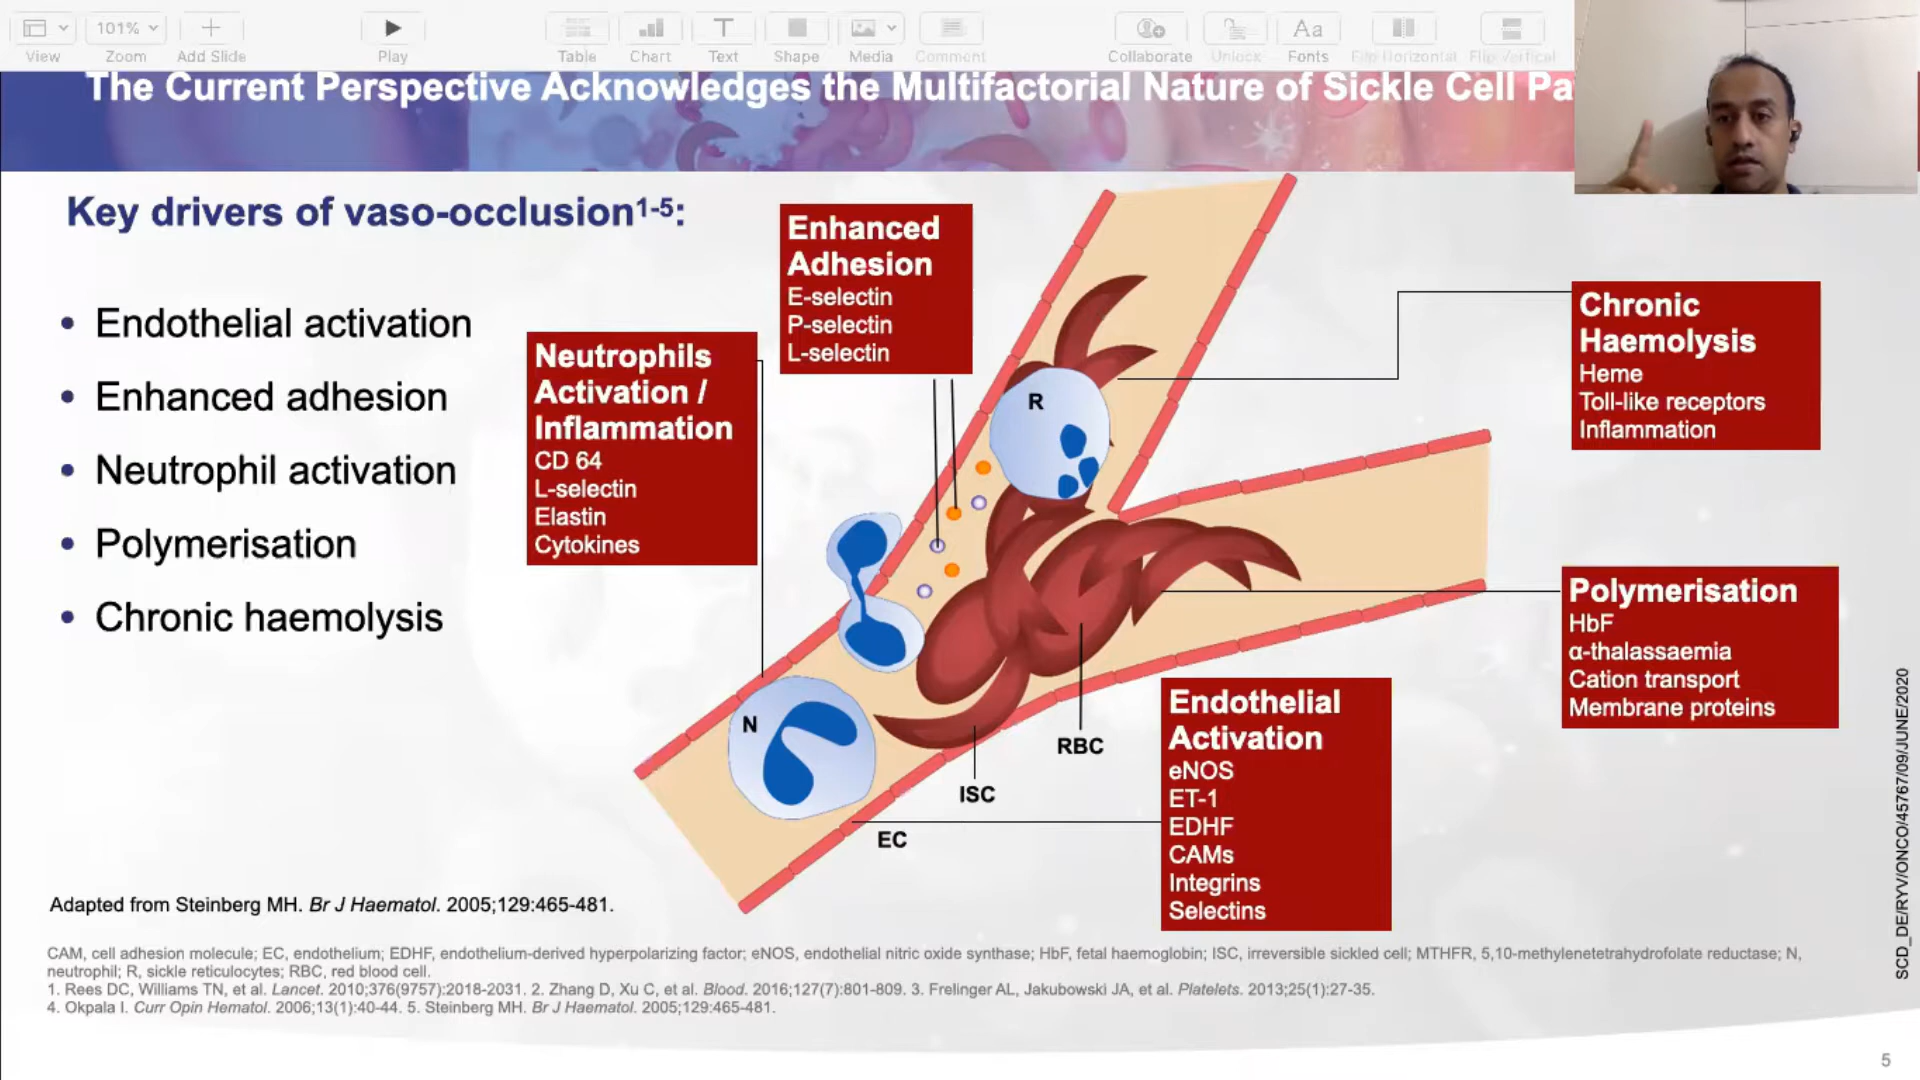 View
101%
Zoom
Add Slide
Play
Table
Chart
Text
Shape
Media
Comment
Collaborate
Unlock
Aa
Fonts
Flip Horizontal
Flip Vertical
The Current Perspective Acknowledges the Multifactorial Nature of Sickle Cell Pa
Key drivers of vaso-occlusion1-5:
• Endothelial activation
• Enhanced adhesion
• Neutrophil activation
• Polymerisation
• Chronic haemolysis
Neutrophils
Activation /
Inflammation
CD 64
L-selectin
Elastin
Cytokines
Enhanced
Adhesion
E-selectin
P-selectin
L-selectin
Chronic
Haemolysis
Heme
Toll-like receptors
Inflammation
R
N
ISC
RBC
EC
Polymerisation
HbF
α-thalassaemia
Cation transport
Membrane proteins
Endothelial
Activation
eNOS
ET-1
EDHF
CAMs
Integrins
Selectins
Adapted from Steinberg MH. Br J Haematol. 2005;129:465-481.
CAM, cell adhesion molecule; EC, endothelium; EDHF, endothelium-derived hyperpolarizing factor; eNOS, endothelial nitric oxide synthase; HbF, fetal haemoglobin; ISC, irreversible sickled cell; MTHFR, 5,10-methylenetetrahydrofolate reductase; N,
neutrophil; R, sickle reticulocytes; RBC, red blood cell.
1. Rees DC, Williams TN, et al. Lancet. 2010;376(9757):2018-2031. 2. Zhang D, Xu C, et al. Blood. 2016;127(7):801-809. 3. Frelinger AL, Jakubowski JA, et al. Platelets. 2013;25(1):27-35.
4. Okpala I. Curr Opin Hematol. 2006;13(1):40-44. 5. Steinberg MH. Br J Haematol. 2005;129:465-481.
SCD_DE/RYV/ONCO/45767/09/JUNE/2020
5